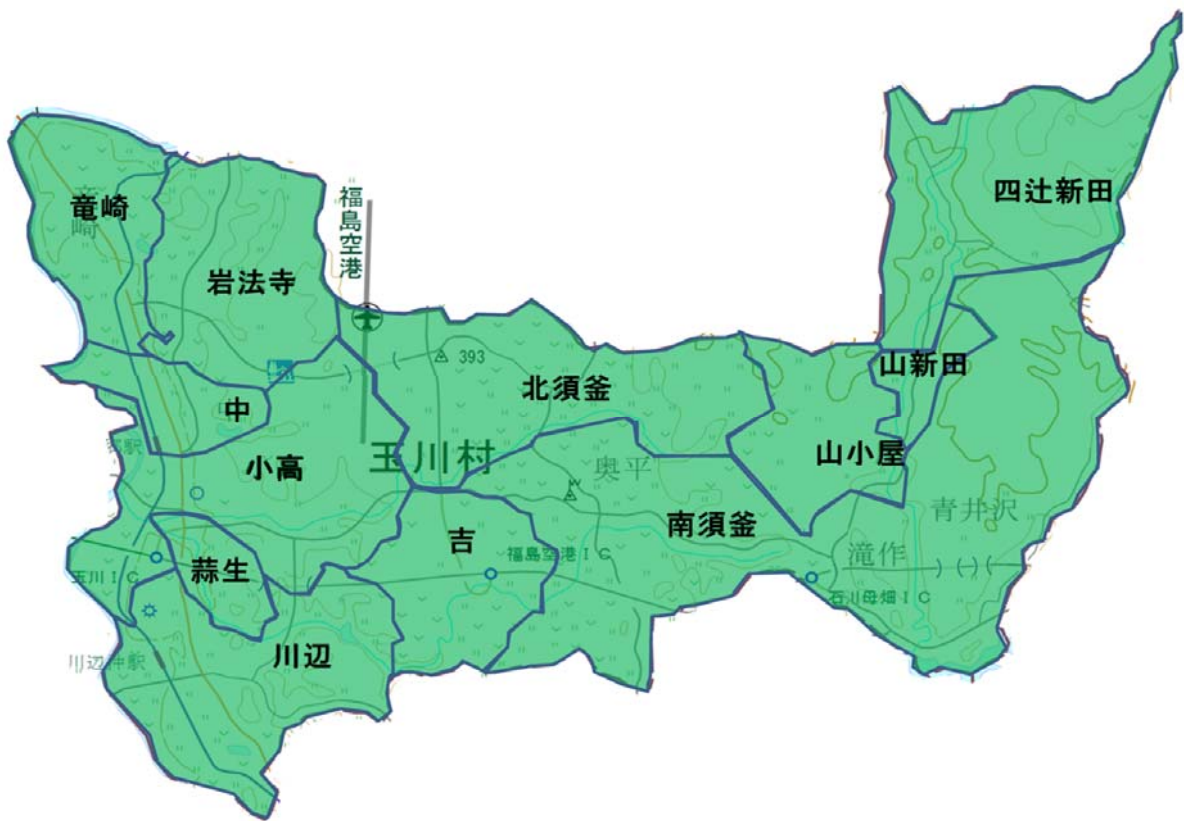 四辻新田
竜崎
竜崎
福島空港
岩法寺
393
山新田
北須釜
中
山小屋
玉川村
小高
奥平
青井沢
南須釜
吉
滝作
福島空港IC
蒜生
玉川IC
石川母畑IC
川辺
川辺沖駅